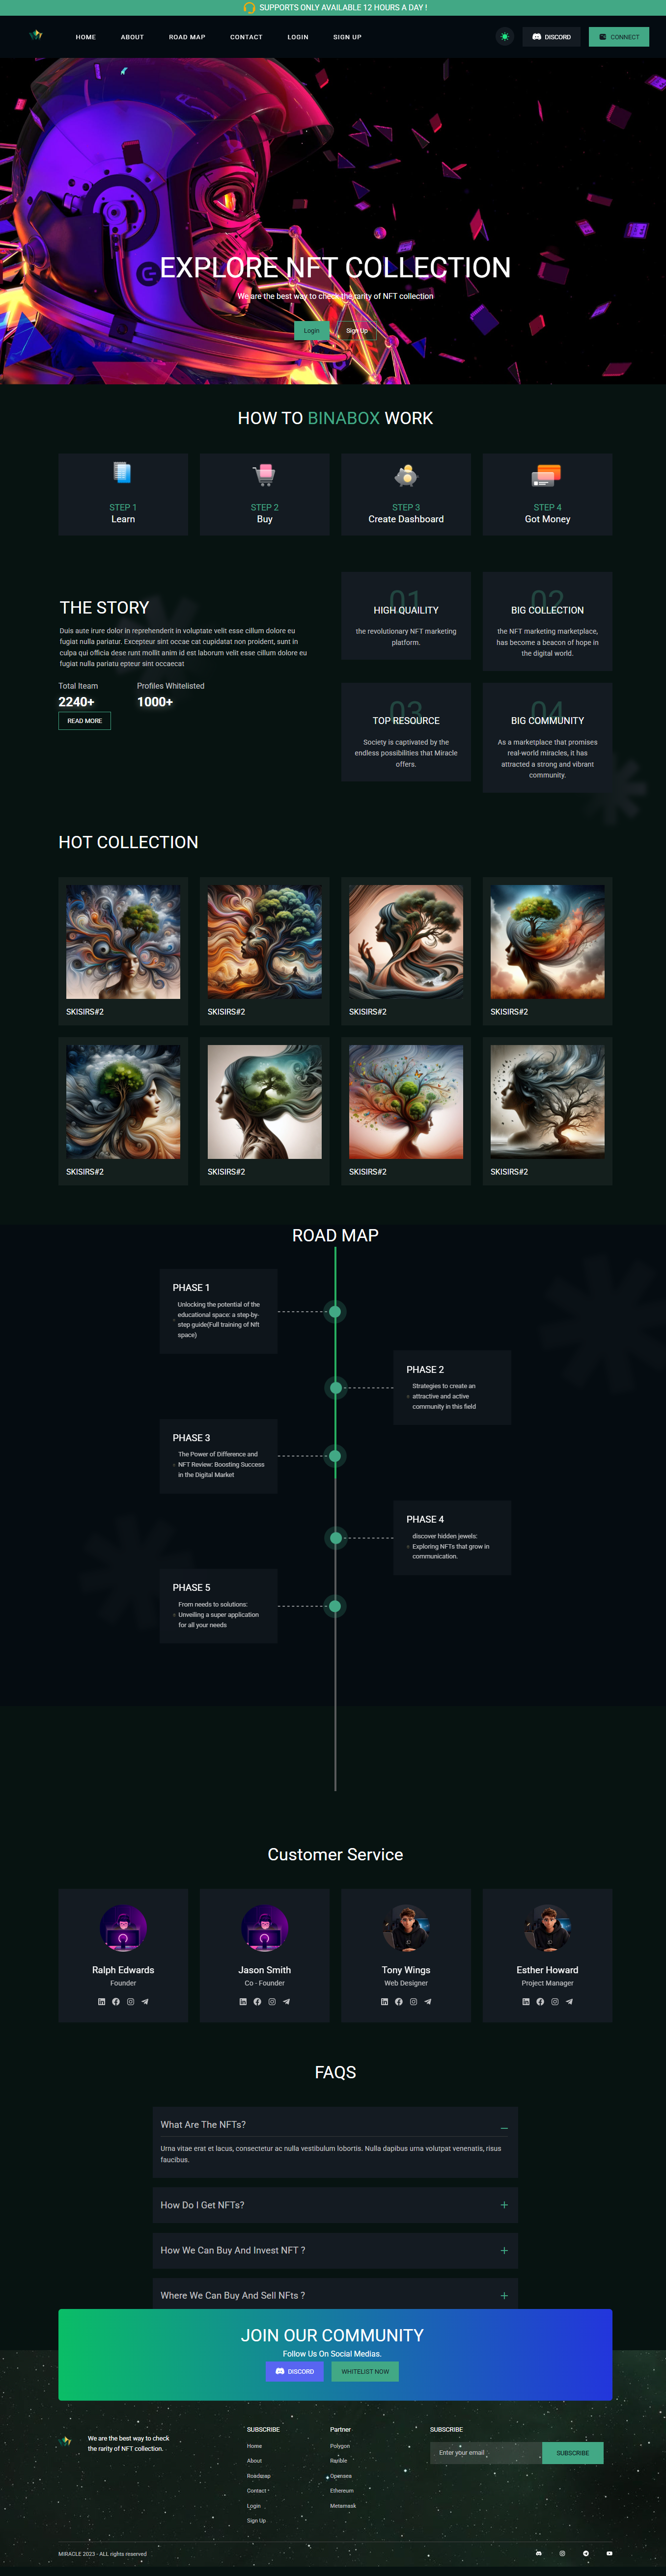 SUPPORTS ONLY AVAILABLE 12 HOURS A DAY !
HOME ABOUT ROAD MAP CONTACT LOGIN SIGN UP DISCORD CONNECT
EXPLORE NFT COLLECTION
We are the best way to check the rarity of NFT collection
Login Sign Up
HOW TO BINABOX WORK
STEP 1
Learn
STEP 2
Buy
STEP 3
Create Dashboard
STEP 4
Got Money
THE STORY
Duis aute irure dolor in reprehenderit in voluptate velit esse cillum dolore eu
fugiat nulla pariatur. Excepteur sint occae cat cupidatat non proident, sunt in
culpa qui officia dese runt mollit anim id est laborum velit esse cillum dolore eu
fugiat nulla pariatu epteur sint occaecat
Total Iteam
2240+
Profiles Whitelisted
1000+
READ MORE
01
HIGH QUAILITY
the revolutionary NFT marketing
platform.
02
BIG COLLECTION
the NFT marketing marketplace,
has become a beacon of hope in
the digital world.
03
TOP RESOURCE
Society is captivated by the
endless possibilities that Miracle
offers.
04
BIG COMMUNITY
As a marketplace that promises
real-world miracles, it has
attracted a strong and vibrant
community.
HOT COLLECTION
SKISIRS#2
SKISIRS#2
SKISIRS#2
SKISIRS#2
SKISIRS#2
SKISIRS#2
SKISIRS#2
SKISIRS#2
ROAD MAP
PHASE 1
Unlocking the potential of the
educational space: a step-by-
step guide(Full training of Nft
space)
PHASE 2
Strategies to create an
attractive and active
community in this field
PHASE 3
The Power of Difference and
NFT Review: Boosting Success
in the Digital Market
PHASE 4
discover hidden jewels:
Exploring NFTs that grow in
communication.
PHASE 5
From needs to solutions:
Unveiling a super application
for all your needs
Customer Service
Ralph Edwards
Founder
Jason Smith
Co - Founder
Tony Wings
Web Designer
Esther Howard
Project Manager
FAQS
What Are The NFTs?
Urna vitae erat et lacus, consectetur ac nulla vestibulum lobortis. Nulla dapibus urna volutpat venenatis, risus
faucibus.
How Do I Get NFTs?
How We Can Buy And Invest NFT ?
Where We Can Buy And Sell NFts ?
JOIN OUR COMMUNITY
Follow Us On Social Medias.
DISCORD WHITELIST NOW
We are the best way to check
the rarity of NFT collection.
SUBSCRIBE
Home
About
Roadmap
Contact
Login
Sign Up
Partner
Polygon
Rarible
Opensea
Ethereum
Metamask
SUBSCRIBE
Enter your email SUBSCRIBE
MIRACLE 2023 - ALL rights reserved